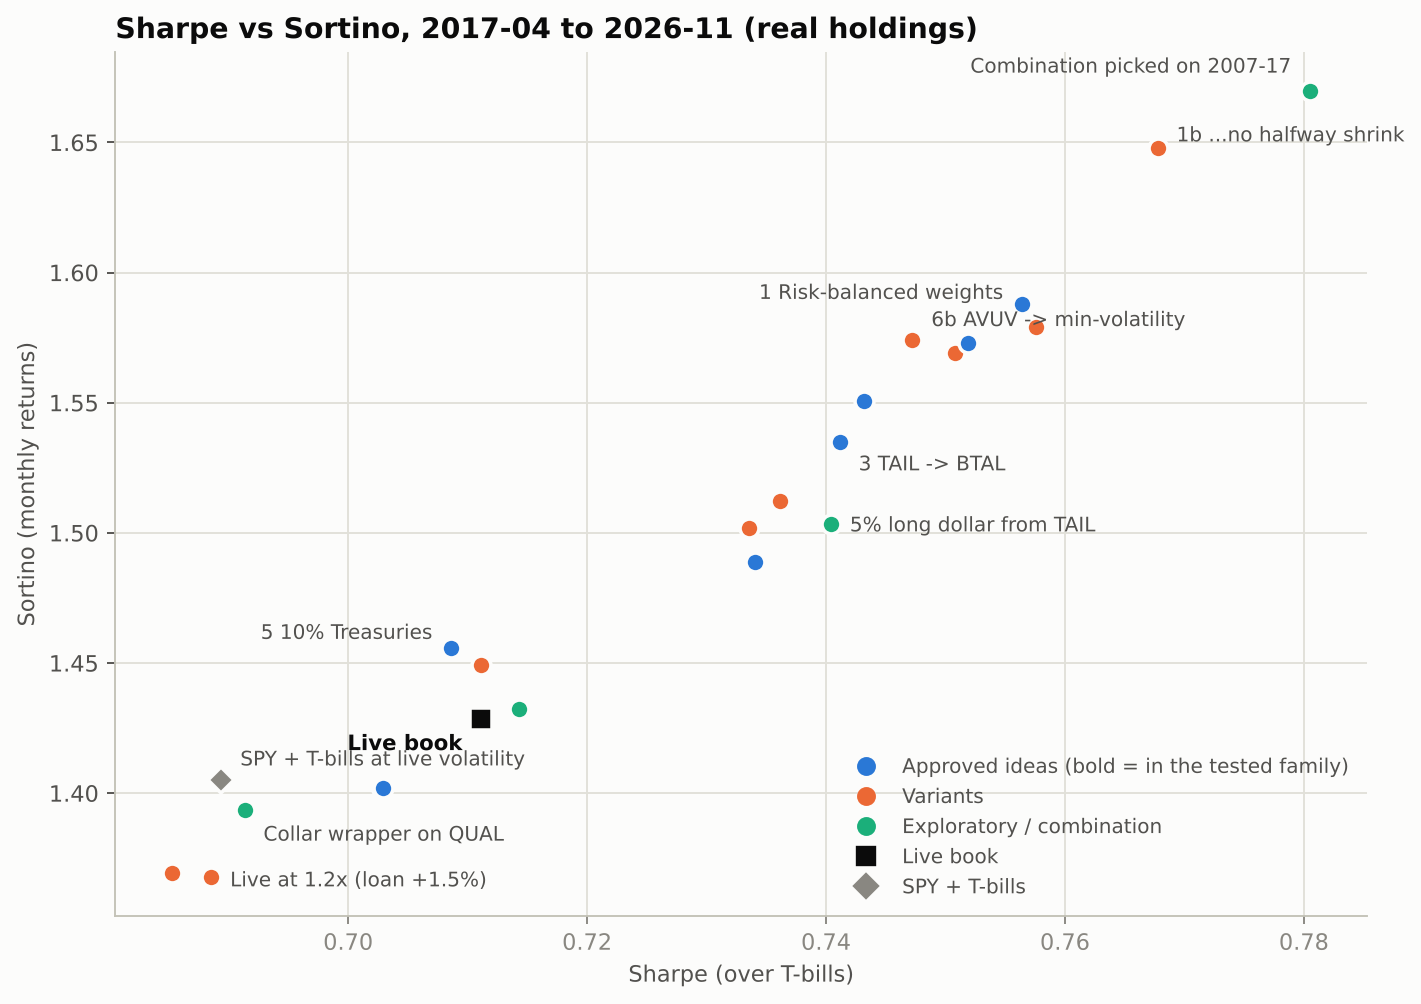 Sharpe vs Sortino, 2017-04 to 2026-11 (real holdings)
Combination picked on 2007-17
1b ...no halfway shrink
1 Risk-balanced weights
6b AVUV -> min-volatility
3 TAIL -> BTAL
5% long dollar from TAIL
5 10% Treasuries
Live book
SPY + T-bills at live volatility
Collar wrapper on QUAL
Live at 1.2x (loan +1.5%)
Approved ideas (bold = in the tested family)
Variants
Exploratory / combination
Live book
SPY + T-bills
Sortino (monthly returns)
1.65
1.60
1.55
1.50
1.45
1.40
0.70
0.72
0.74
0.76
0.78
Sharpe (over T-bills)